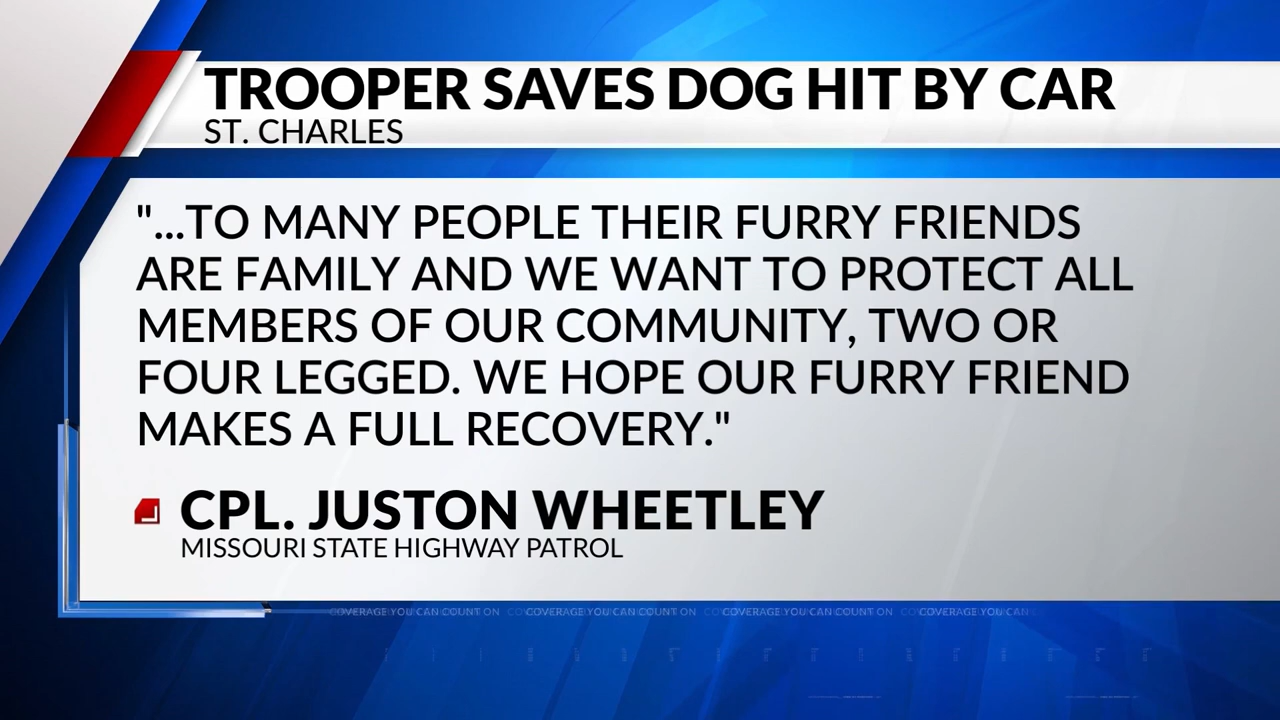 TROOPER SAVES DOG HIT BY CAR
ST. CHARLES
"...TO MANY PEOPLE THEIR FURRY FRIENDS
ARE FAMILY AND WE WANT TO PROTECT ALL
MEMBERS OF OUR COMMUNITY, TWO OR
FOUR LEGGED. WE HOPE OUR FURRY FRIEND
MAKES A FULL RECOVERY."
CPL. JUSTON WHEETLEY
MISSOURI STATE HIGHWAY PATROL
COVERAGE YOU CAN COUNT ON COVERAGE YOU CAN COUNT ON COVERAGE YOU CAN COUNT ON COVERAGE YOU CAN